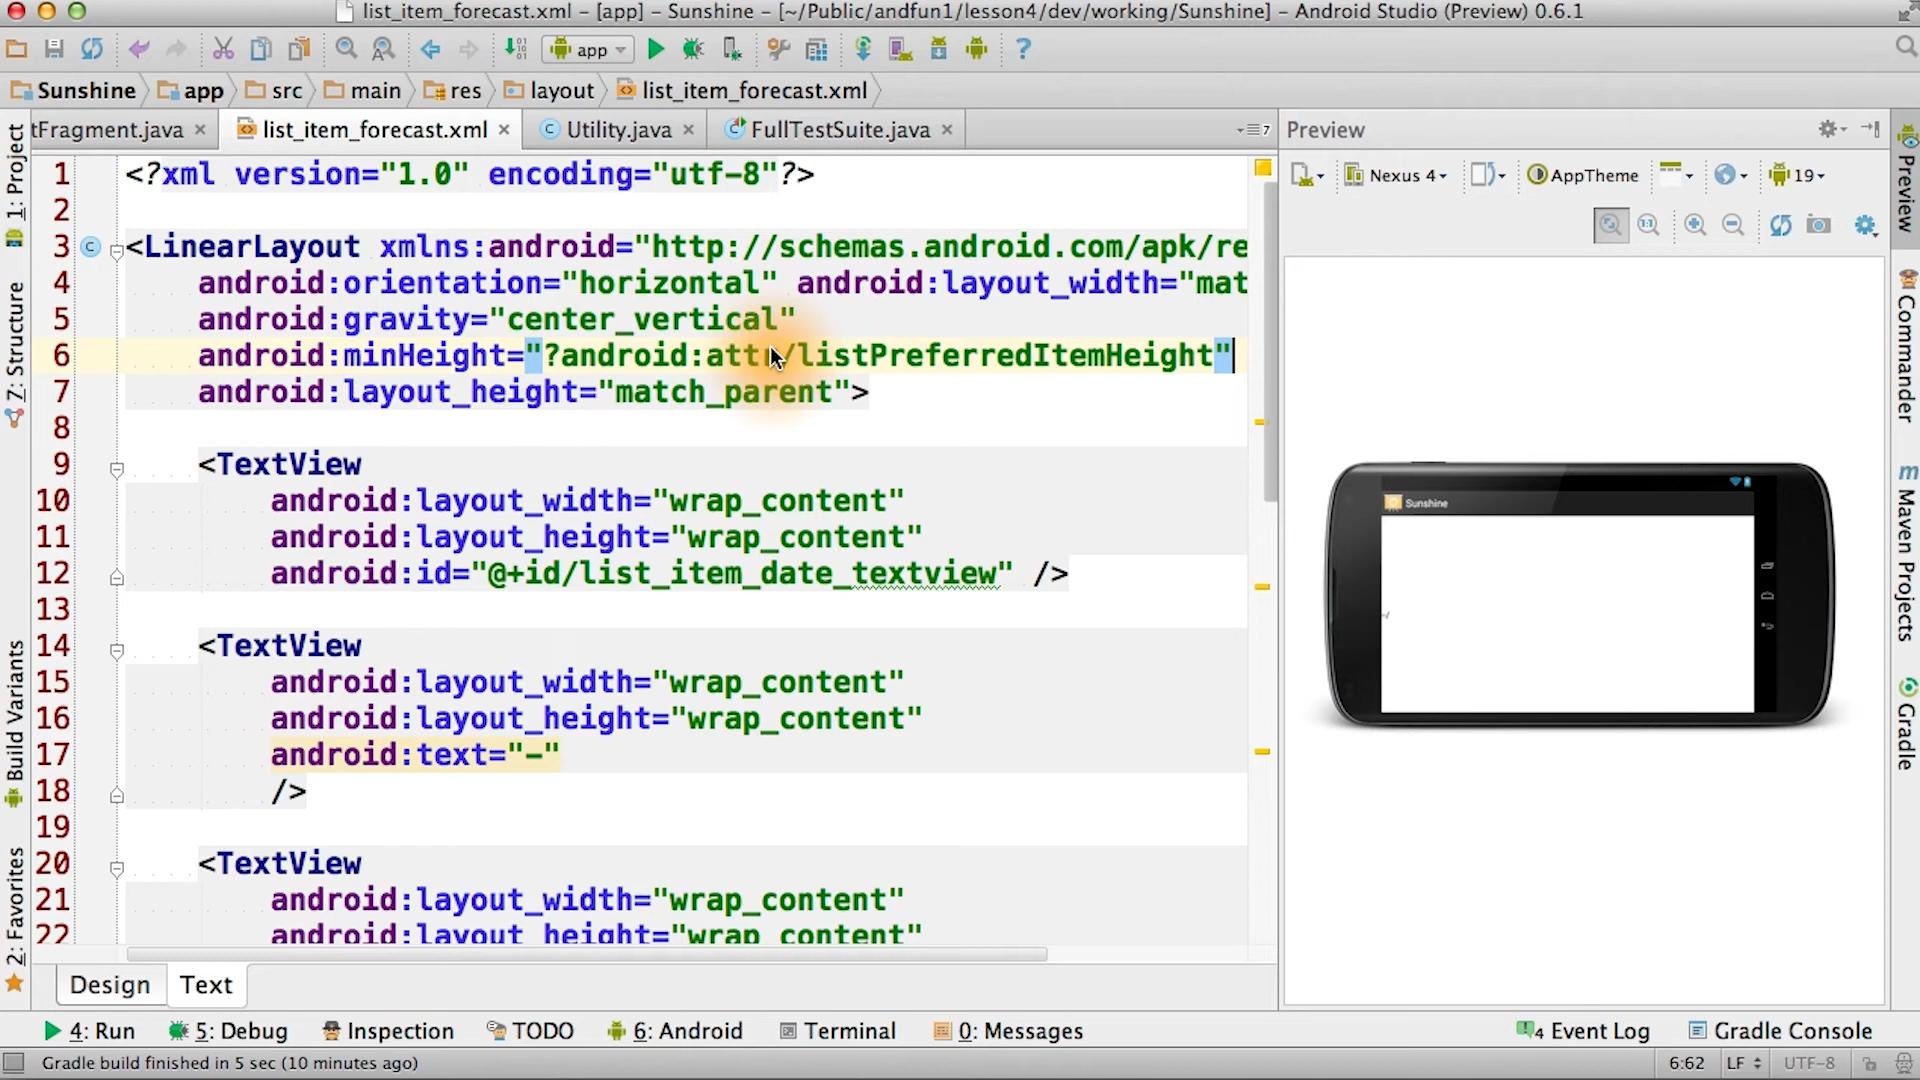 list_item_forecast.xml – [app] – Sunshine – [~/Public/andfun1/lesson4/dev/working/Sunshine] – Android Studio (Preview) 0.6.1
app
Sunshine app src main res layout list_item_forecast.xml
tFragment.java list_item_forecast.xml Utility.java FullTestSuite.java 7
Preview
Nexus 4 AppTheme 19
1:1
1: Project
7: Structure
Build Variants
2: Favorites
1 <?xml version="1.0" encoding="utf-8"?>
2
3 <LinearLayout xmlns:android="http://schemas.android.com/apk/re
4 android:orientation="horizontal" android:layout_width="mat
5 android:gravity="center_vertical"
6 android:minHeight="?android:attr/listPreferredItemHeight"
7 android:layout_height="match_parent">
8
9 <TextView
10 android:layout_width="wrap_content"
11 android:layout_height="wrap_content"
12 android:id="@+id/list_item_date_textview" />
13
14 <TextView
15 android:layout_width="wrap_content"
16 android:layout_height="wrap_content"
17 android:text="-"
18 />
19
20 <TextView
21 android:layout_width="wrap_content"
22 android:layout_height="wrap_content"
Sunshine
Preview
Commander
Maven Projects
Gradle
Design Text
4: Run 5: Debug Inspection TODO 6: Android Terminal 0: Messages 4 Event Log Gradle Console
Gradle build finished in 5 sec (10 minutes ago) 6:62 LF UTF-8